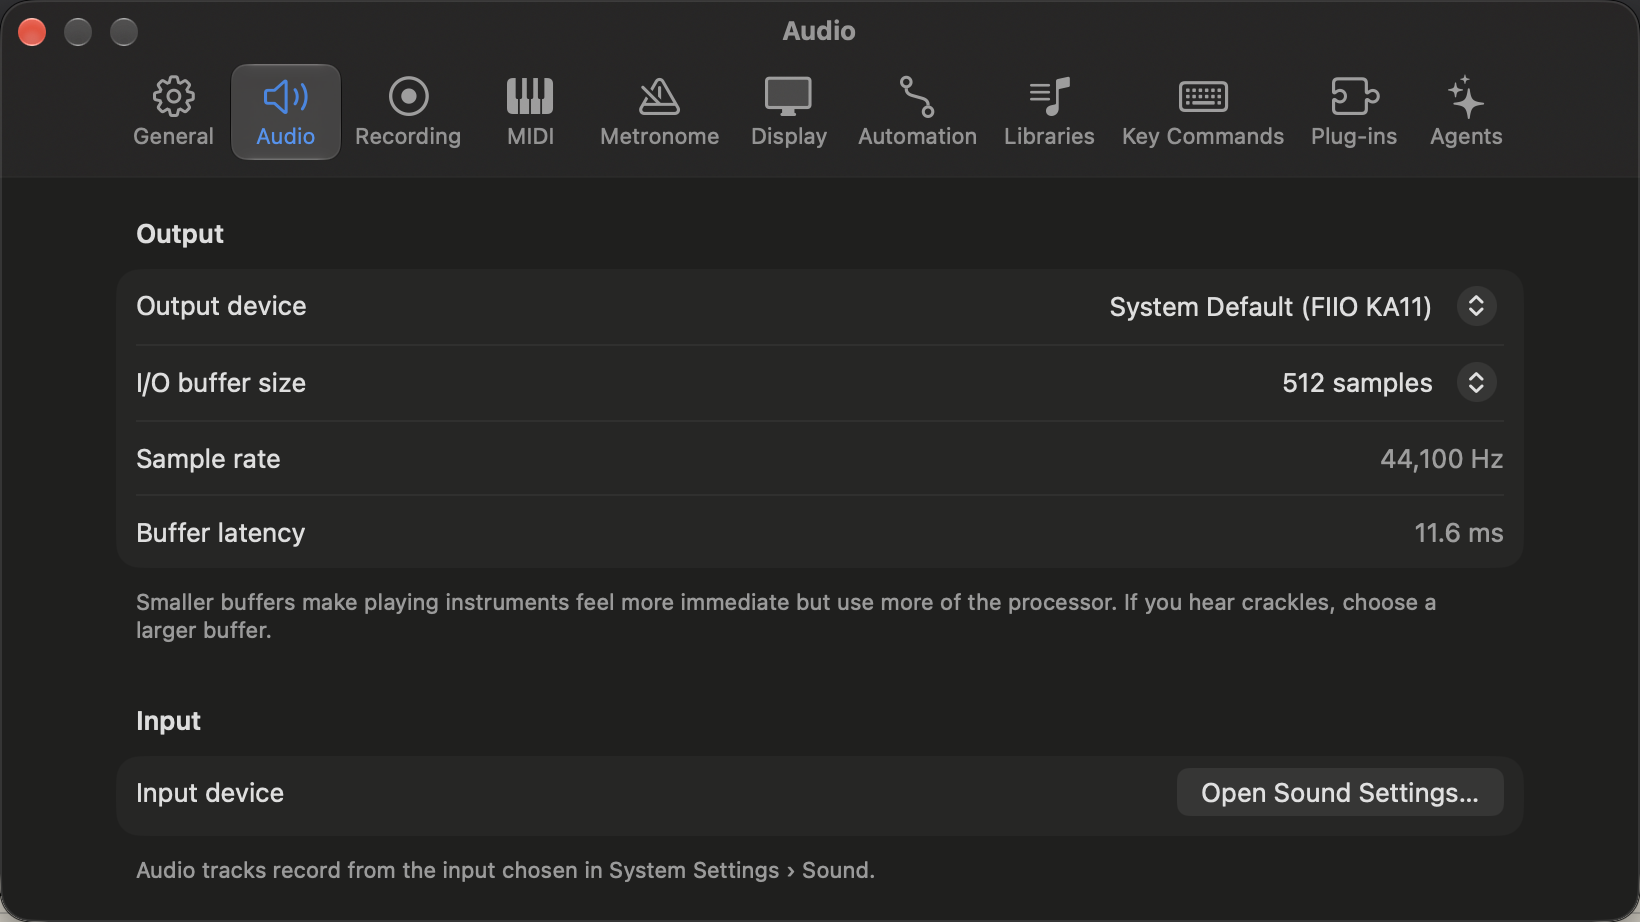 Audio
General
Audio
Recording
MIDI
Metronome
Display
Automation
Libraries
Key Commands
Plug-ins
Agents
Output
Output device
System Default (FIIO KA11)
I/O buffer size
512 samples
Sample rate
44,100 Hz
Buffer latency
11.6 ms
Smaller buffers make playing instruments feel more immediate but use more of the processor. If you hear crackles, choose a
larger buffer.
Input
Input device
Open Sound Settings...
Audio tracks record from the input chosen in System Settings › Sound.